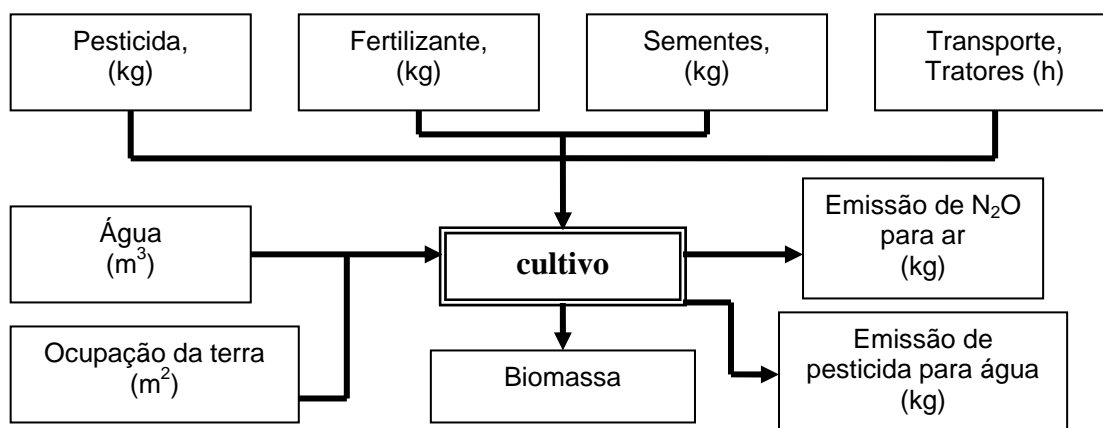 Pesticida,
(kg)
Fertilizante,
(kg)
Sementes,
(kg)
Transporte,
Tratores (h)
Água
(m³)
cultivo
Emissão de N₂O
para ar
(kg)
Ocupação da terra
(m²)
Biomassa
Emissão de
pesticida para água
(kg)